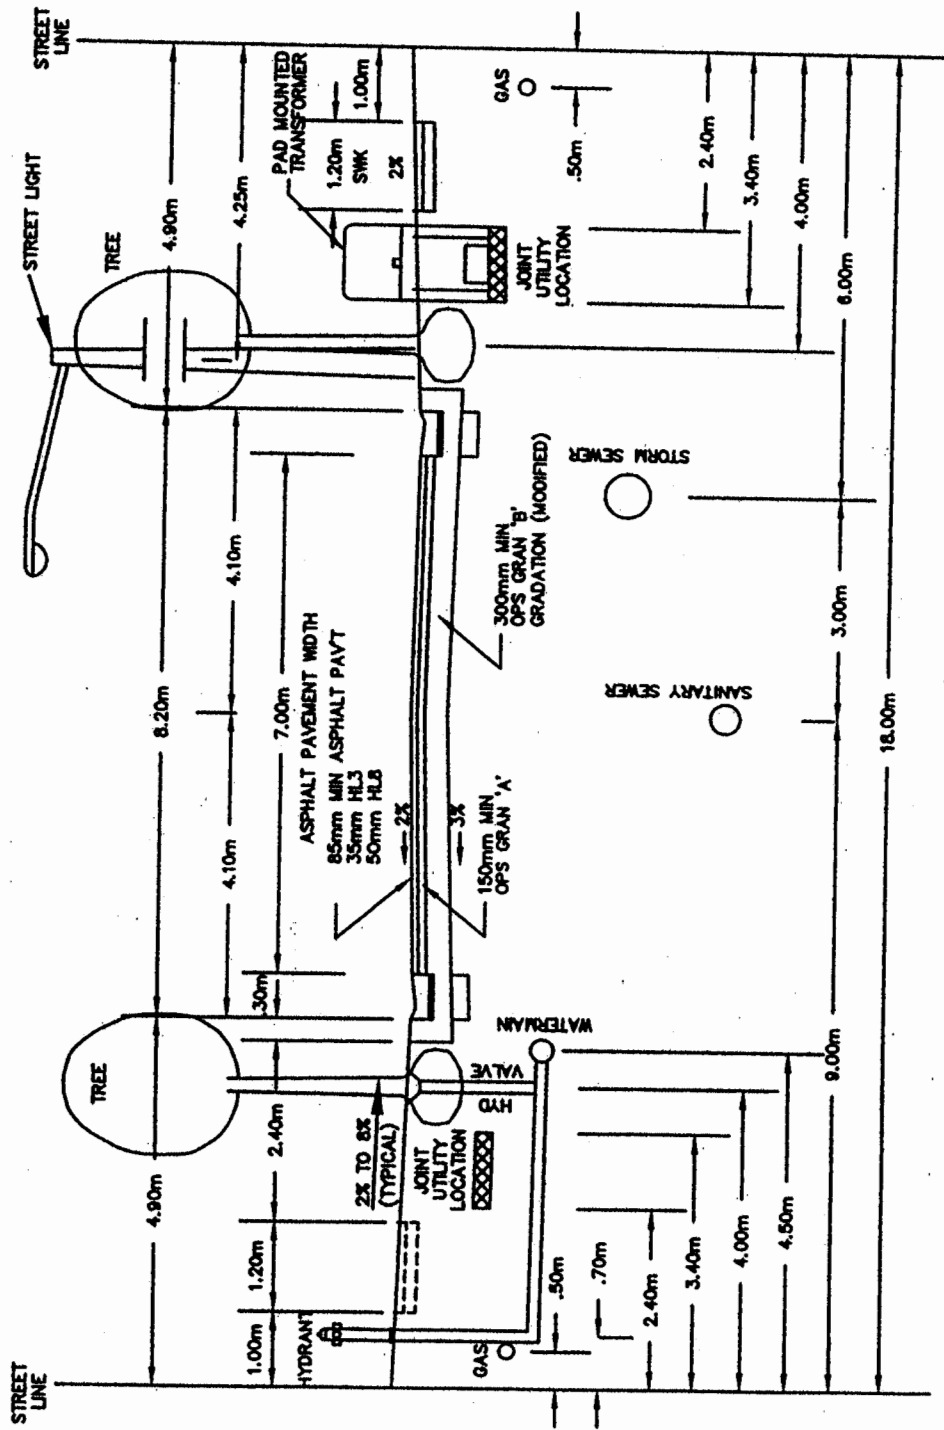 STREET
LINE
STREET
LINE
STREET LIGHT
TREE
TREE
4.90m
8.20m
4.90m
4.25m
4.10m
4.10m
PAD MOUNTED
TRANSFORMER
1.00m
1.20m
2.40m
.30m
7.00m
1.20m
SWK
1.00m
2%
ASPHALT PAVEMENT WIDTH
85mm MIN ASPHALT PAV'T
35mm HL3
50mm HL8
2%
3%
HYDRANT
2% TO 8%
(TYPICAL)
JOINT
UTILITY
LOCATION
HYD
VALVE
WATERMAIN
150mm MIN
OPS GRAN 'A'
300mm MIN
OPS GRAN 'B'
GRADATION (MODIFIED)
JOINT
UTILITY
LOCATION
GAS
GAS
STORM SEWER
SANITARY SEWER
.50m
.70m
2.40m
3.40m
4.00m
4.50m
.50m
2.40m
3.40m
4.00m
9.00m
3.00m
6.00m
18.00m